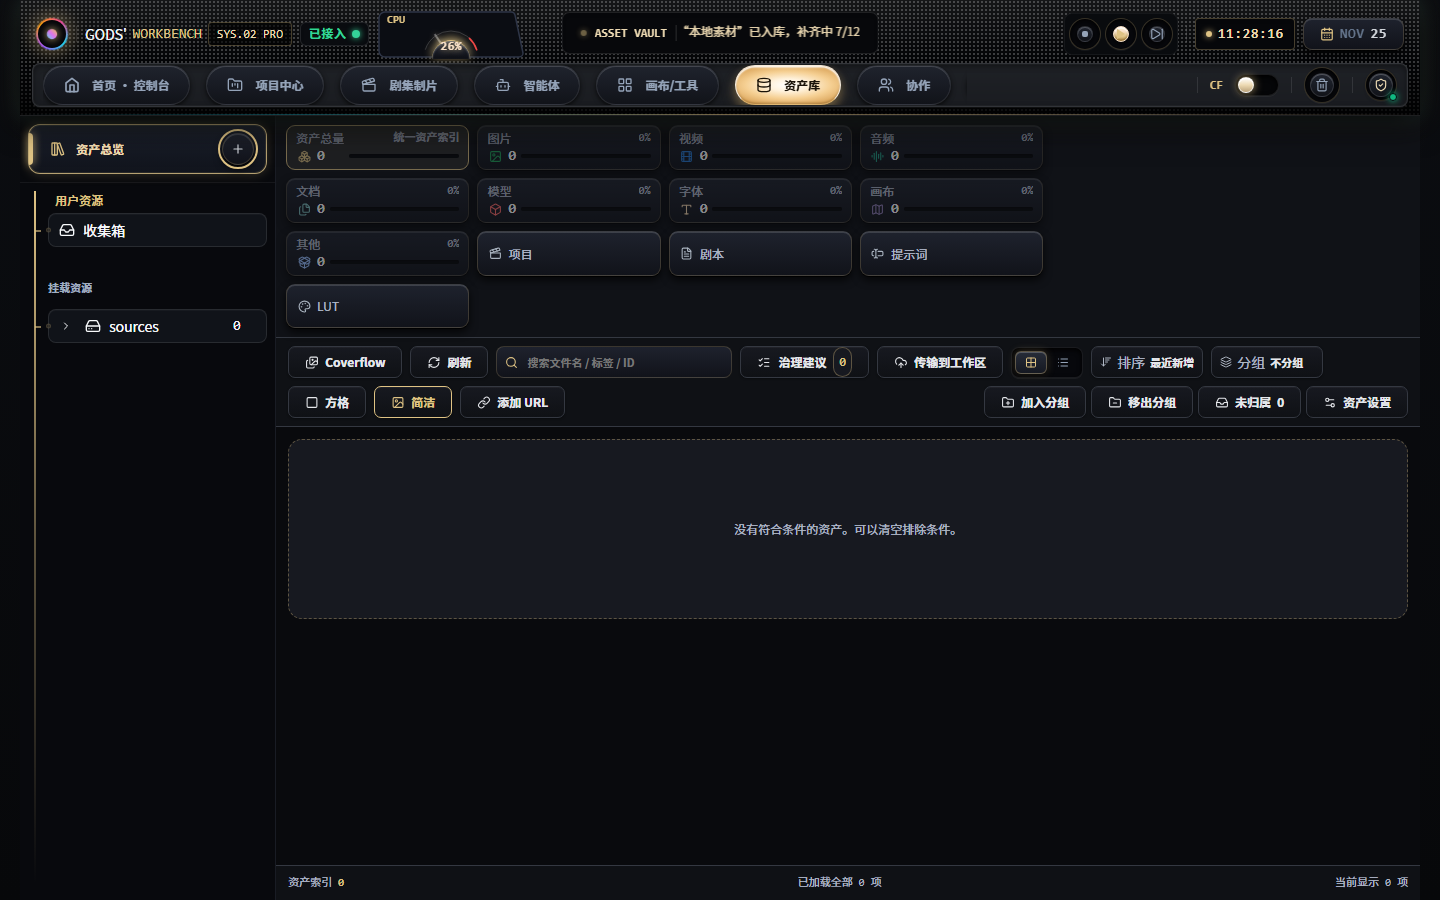 GODS' WORKBENCH SYS.02 PRO 已接入 CPU 26% ASSET VAULT “本地素材”已入库，补齐中 7/12 11:28:16 NOV 25
首页 · 控制台 项目中心 剧集制片 智能体 画布/工具 资产库 协作 CF
资产总览
用户资源
收集箱
挂载资源
sources 0
资产总量 统一资产索引 0
图片 0% 0
视频 0% 0
音频 0% 0
文档 0% 0
模型 0% 0
字体 0% 0
画布 0% 0
其他 0% 0
项目
剧本
提示词
LUT
Coverflow 刷新 搜索文件名 / 标签 / ID 治理建议 0 传输到工作区 排序 最近新增 分组 不分组
方格 简洁 添加 URL 加入分组 移出分组 未归属 0 资产设置
没有符合条件的资产。可以清空排除条件。
资产索引 0 已加载全部 0 项 当前显示 0 项